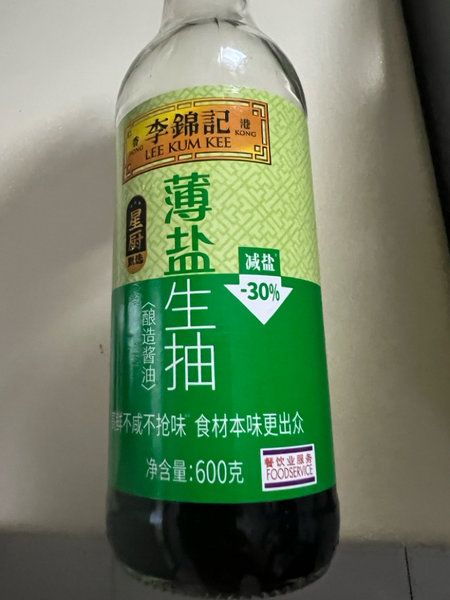 香 李錦記 港
HONG LEE KUM KEE KONG
薄盐生抽
星厨
甄选
〈酿造酱油〉
减盐
-30%
鲜不咸不抢味 食材本味更出众
净含量:600克
餐饮业服务
FOODSERVICE